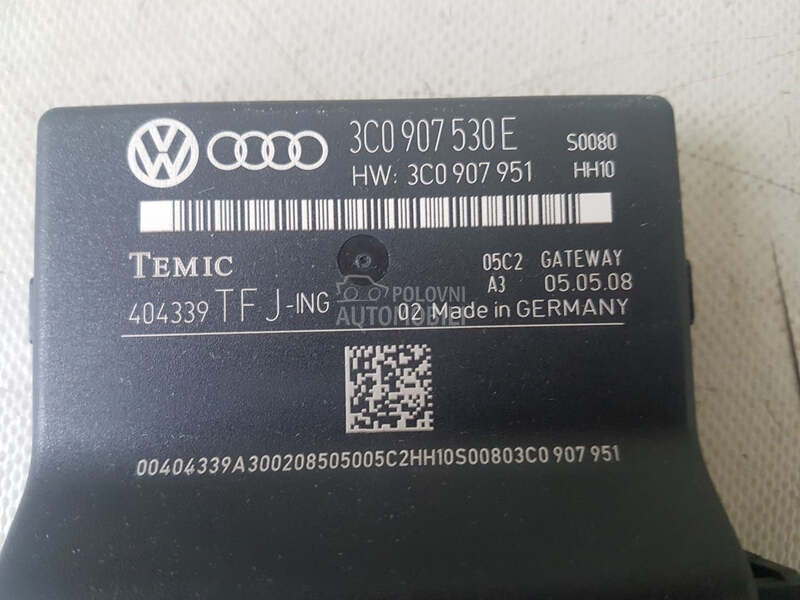 3C0 907 530 E S0080
HW: 3C0 907 951 HH10
TEMIC 05C2 GATEWAY
A3 05.05.08
404339 TFJ-ING 02 Made in GERMANY
POLOVNI
AUTOMOBILI
00404339A300208505005C2HH10S00803C0 907 951